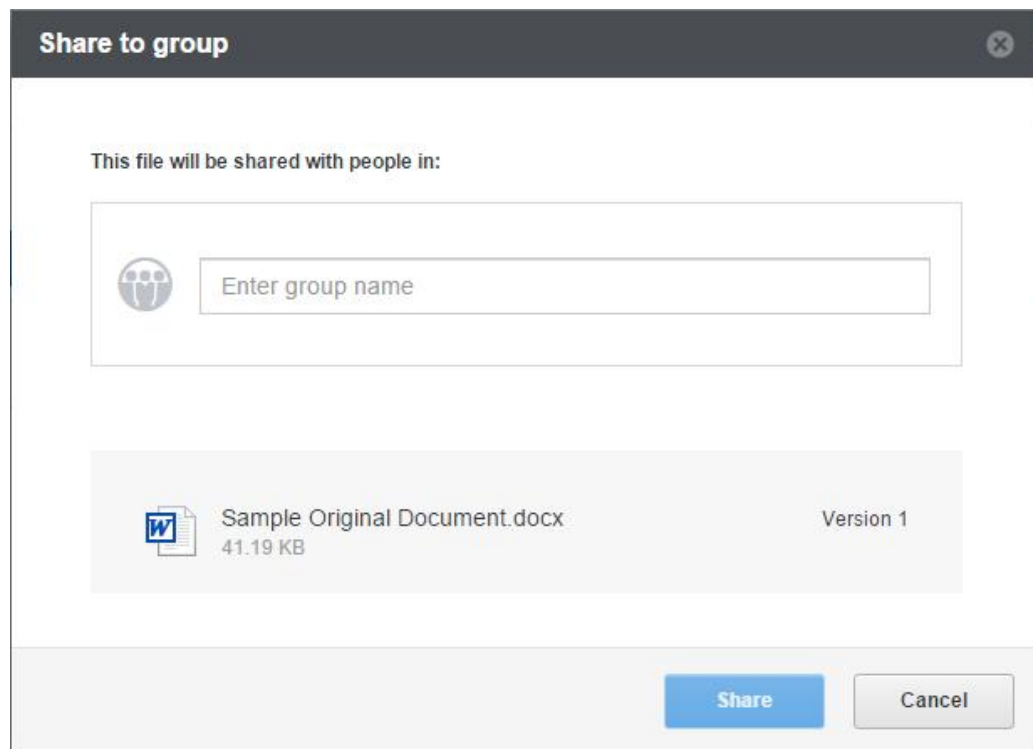 Share to group
This file will be shared with people in:
Enter group name
W
Sample Original Document.docx
Version 1
41.19 KB
Share
Cancel